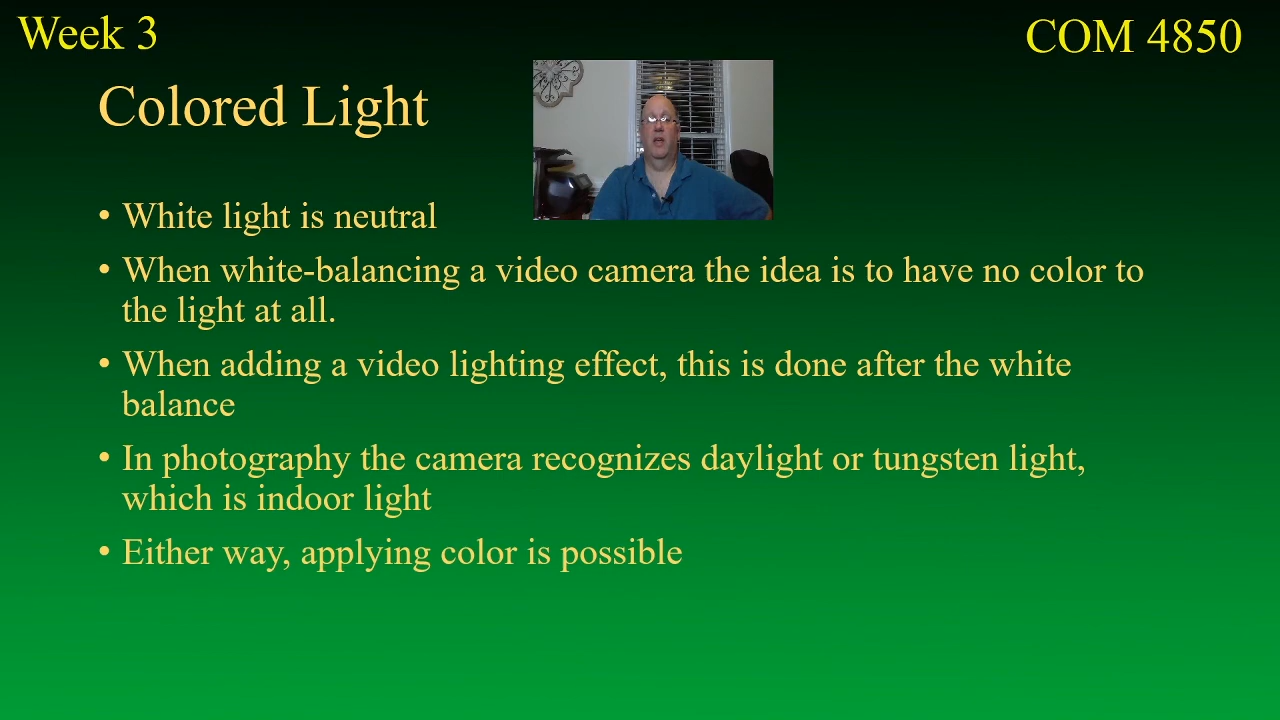 Week 3
COM 4850
Colored Light
• White light is neutral
• When white-balancing a video camera the idea is to have no color to
the light at all.
• When adding a video lighting effect, this is done after the white
balance
• In photography the camera recognizes daylight or tungsten light,
which is indoor light
• Either way, applying color is possible